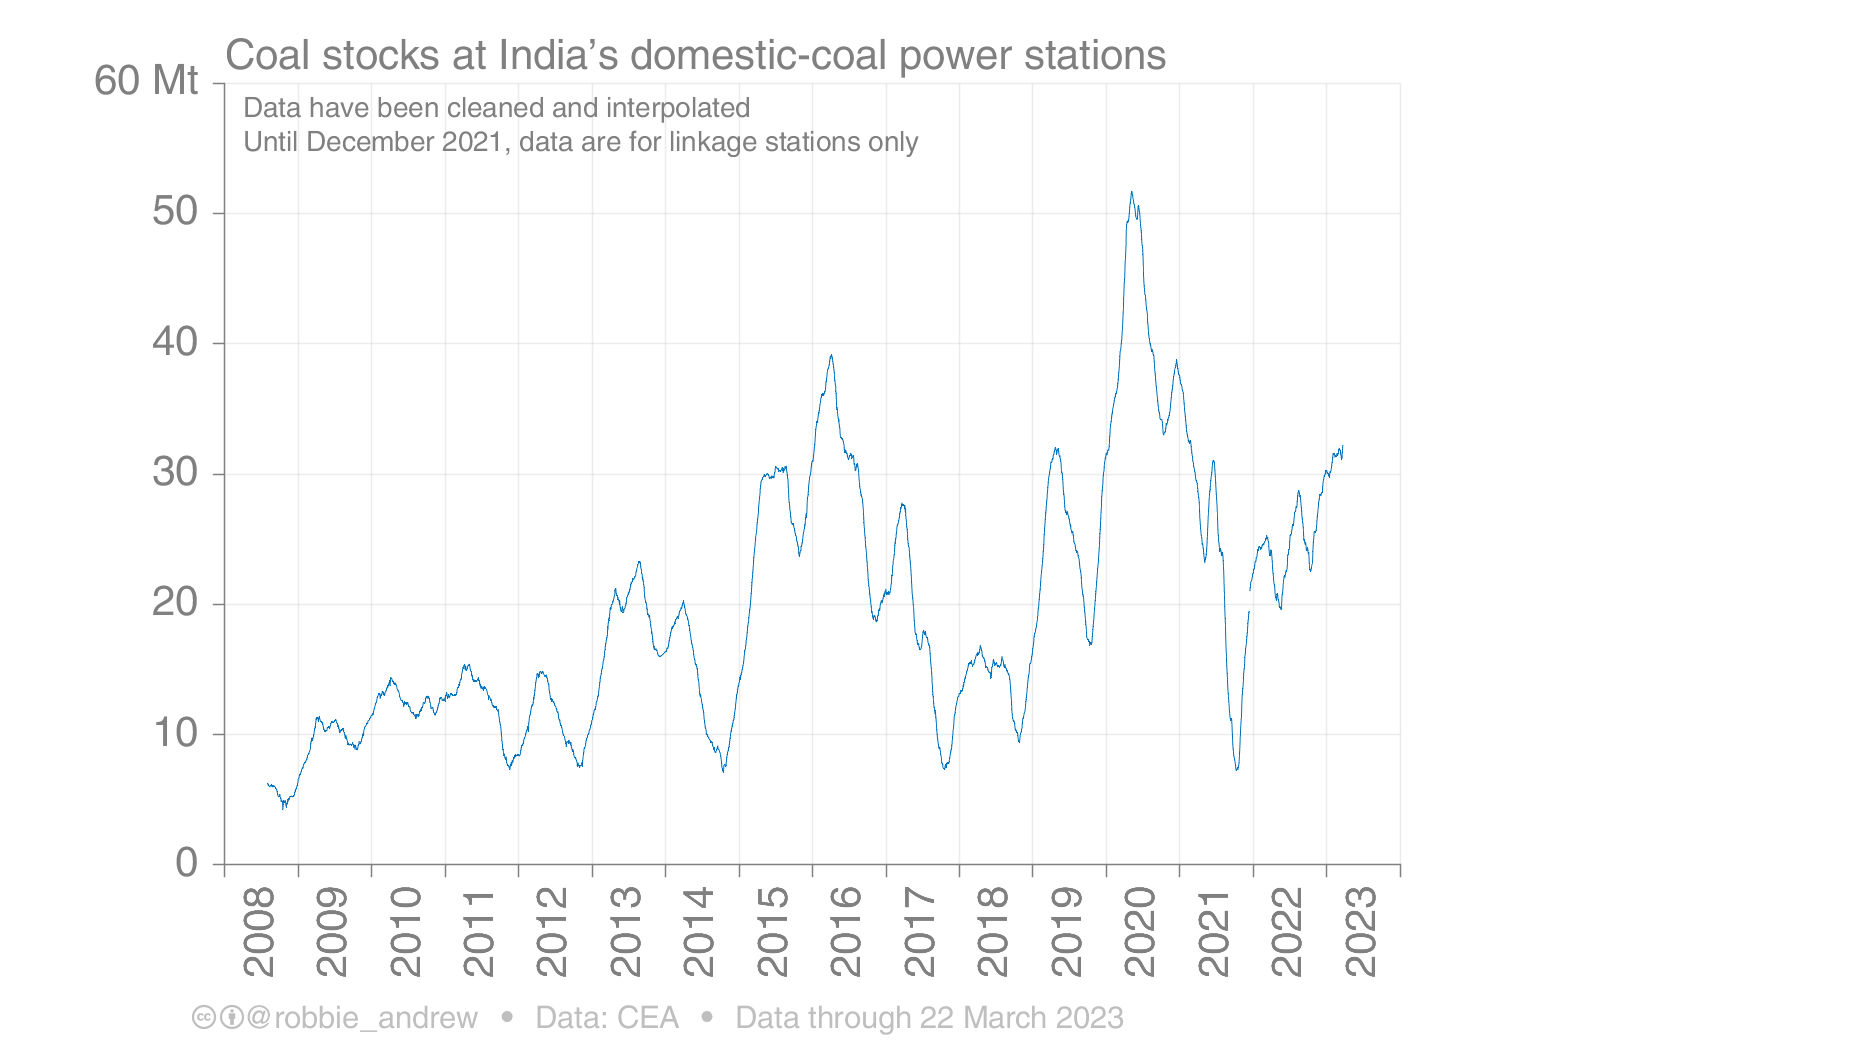 Coal stocks at India’s domestic-coal power stations
60 Mt
Data have been cleaned and interpolated
Until December 2021, data are for linkage stations only
50
40
30
20
10
0
2008 2009 2010 2011 2012 2013 2014 2015 2016 2017 2018 2019 2020 2021 2022 2023
cc @robbie_andrew • Data: CEA • Data through 22 March 2023